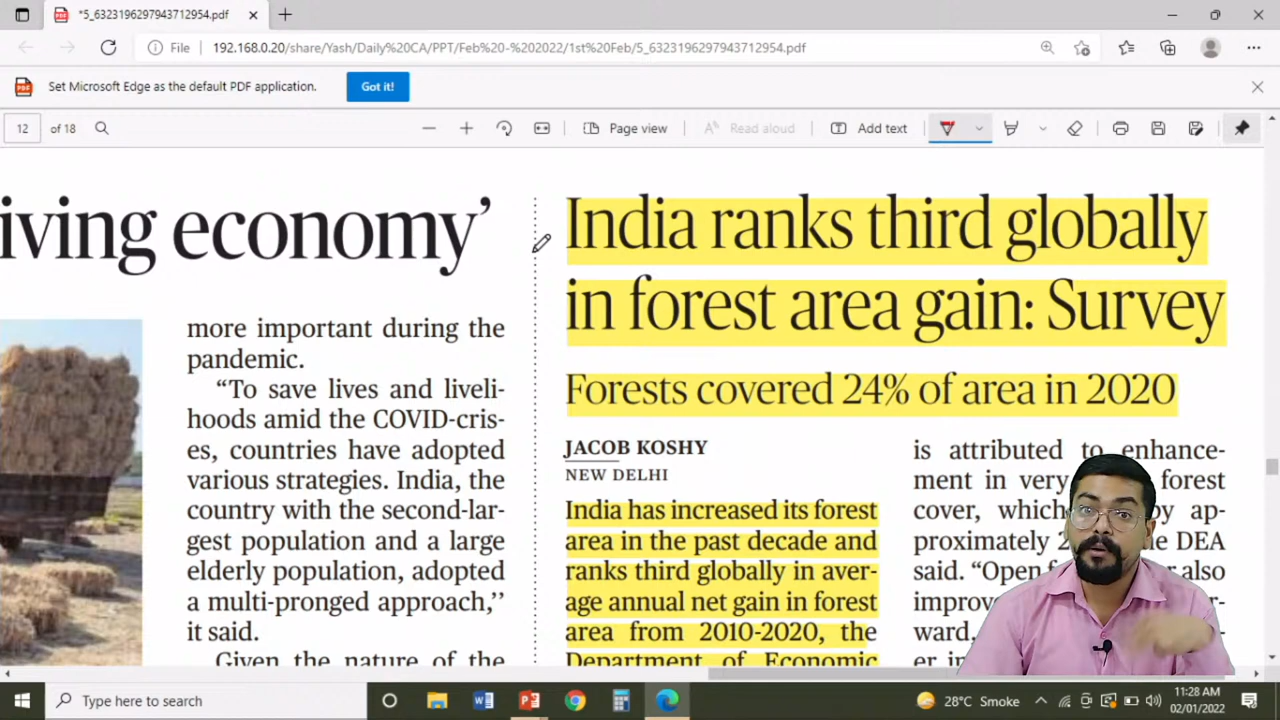 *5_6323196297943712954.pdf
File
192.168.0.20/share/Yash/Daily%20CA/PPT/Feb%20-%202022/1st%20Feb/5_6323196297943712954.pdf
Set Microsoft Edge as the default PDF application.
Got it!
12 of 18
Page view
Read aloud
Add text
iving economy’
more important during the
pandemic.
“To save lives and liveli-
hoods amid the COVID-cris-
es, countries have adopted
various strategies. India, the
country with the second-lar-
gest population and a large
elderly population, adopted
a multi-pronged approach,’’
it said.
Given the nature of the
India ranks third globally
in forest area gain: Survey
Forests covered 24% of area in 2020
JACOB KOSHY
NEW DELHI
India has increased its forest
area in the past decade and
ranks third globally in aver-
age annual net gain in forest
area from 2010-2020, the
Department of Economic
is attributed to enhance-
ment in very forest
cover, which by ap-
proximately 2 DEA
said. “Open also
improv
ward,
er in
Type here to search
28°C Smoke
11:28 AM
02/01/2022